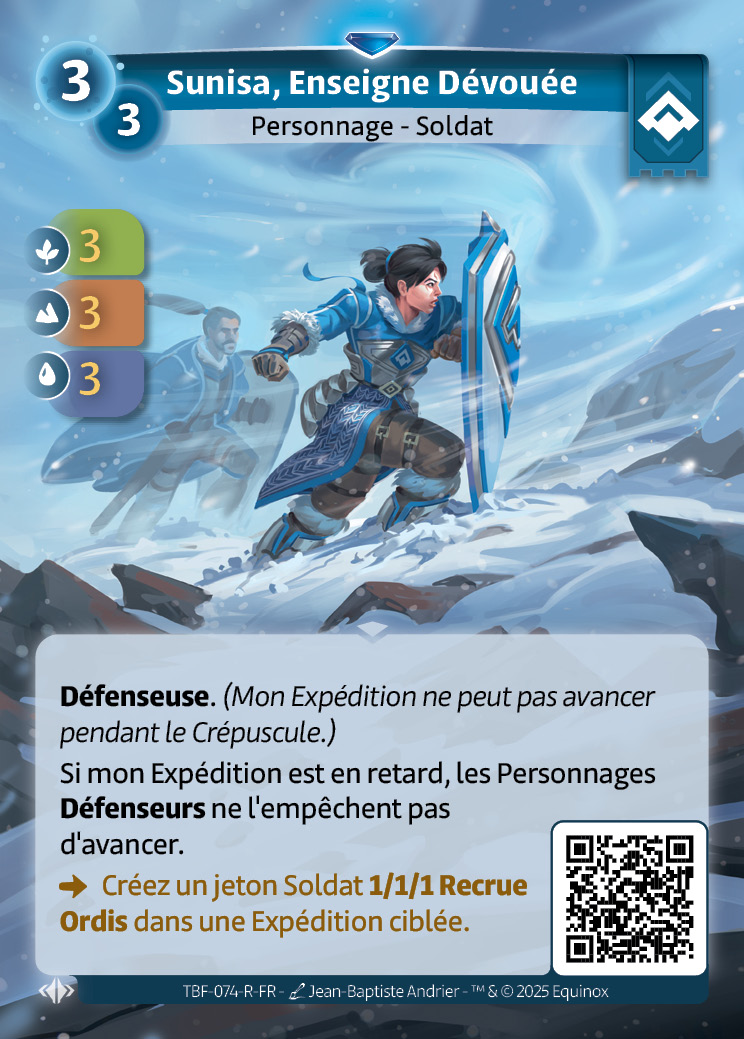 3
Sunisa, Enseigne Dévouée
3
Personnage - Soldat
3
3
3
Défenseuse. (Mon Expédition ne peut pas avancer
pendant le Crépuscule.)
Si mon Expédition est en retard, les Personnages
Défenseurs ne l'empêchent pas
d'avancer.
Créez un jeton Soldat 1/1/1 Recrue
Ordis dans une Expédition ciblée.
TBF-074-R-FR - Jean-Baptiste Andrier - ™ & © 2025 Equinox